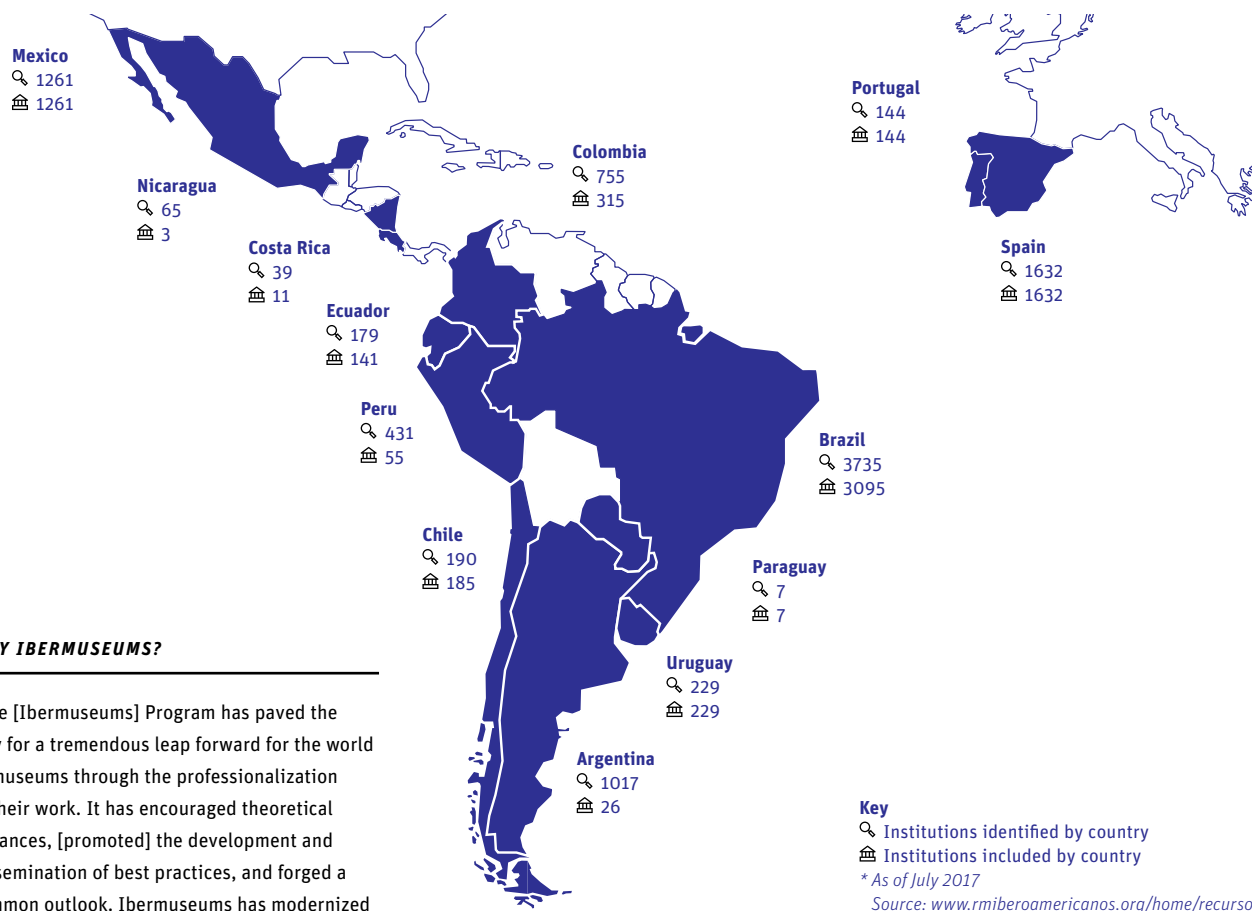 Mexico
1261
1261
Nicaragua
65
3
Costa Rica
39
11
Ecuador
179
141
Peru
431
55
Chile
190
185
Colombia
755
315
Portugal
144
144
Spain
1632
1632
Brazil
3735
3095
Paraguay
7
7
Uruguay
229
229
Argentina
1017
26
Key
Institutions identified by country
Institutions included by country
* As of July 2017
Source: www.rmiberoamericanos.org/home/recurso
Y IBERMUSEUMS?
e [Ibermuseums] Program has paved the
for a tremendous leap forward for the world
museums through the professionalization
their work. It has encouraged theoretical
ances, [promoted] the development and
semination of best practices, and forged a
mon outlook. Ibermuseums has modernized